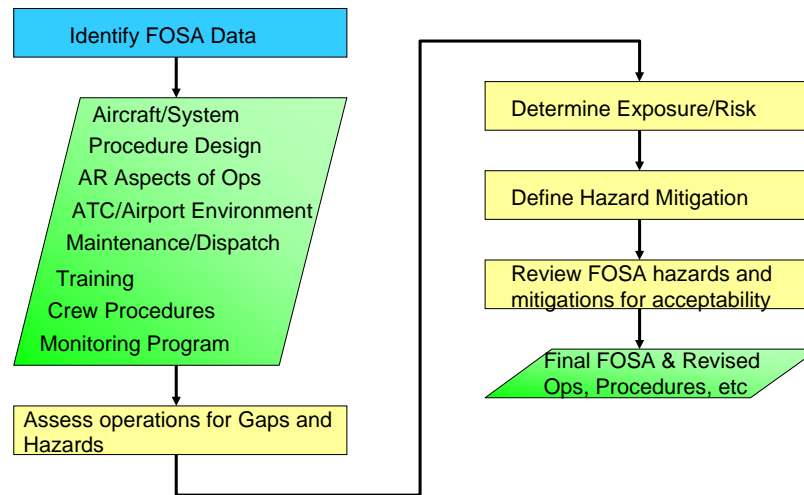 Identify FOSA Data
Aircraft/System
Procedure Design
AR Aspects of Ops
ATC/Airport Environment
Maintenance/Dispatch
Training
Crew Procedures
Monitoring Program
Assess operations for Gaps and
Hazards
Determine Exposure/Risk
Define Hazard Mitigation
Review FOSA hazards and
mitigations for acceptability
Final FOSA & Revised
Ops, Procedures, etc